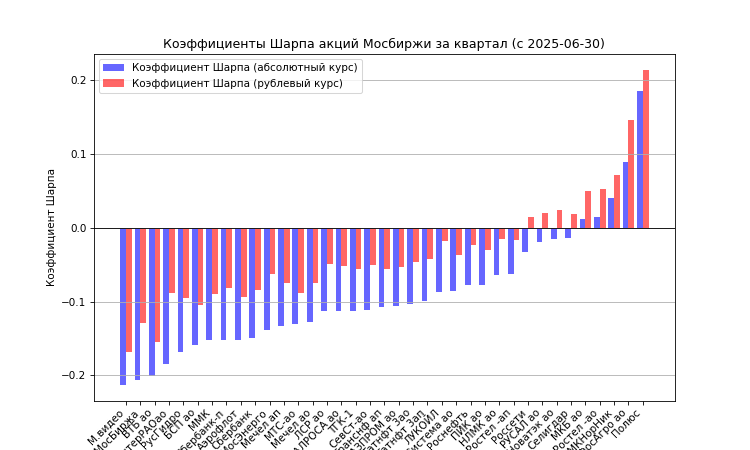 Коэффициенты Шарпа акций Мосбиржи за квартал (с 2025-06-30)
Коэффициент Шарпа (абсолютный курс)
Коэффициент Шарпа (рублевый курс)
Коэффициент Шарпа
0.2
0.1
0.0
−0.1
−0.2
М.видео
МосБиржа
ВТБ ао
РусГидро
БСП ао
ММК
Аэрофлот
Сбербанк
Мечел ап
МТС-ао
Мечел ао
ЛСР ао
АЛРОСА ао
ТГК-1
СевСт-ао
ЛУКОЙЛ
Роснефть
ПИК ао
НЛМК ао
Ростел -ап
Россети
РУСАЛ ао
Новатэк ао
Селигдар
МКБ ао
Ростел -ао
Полюс